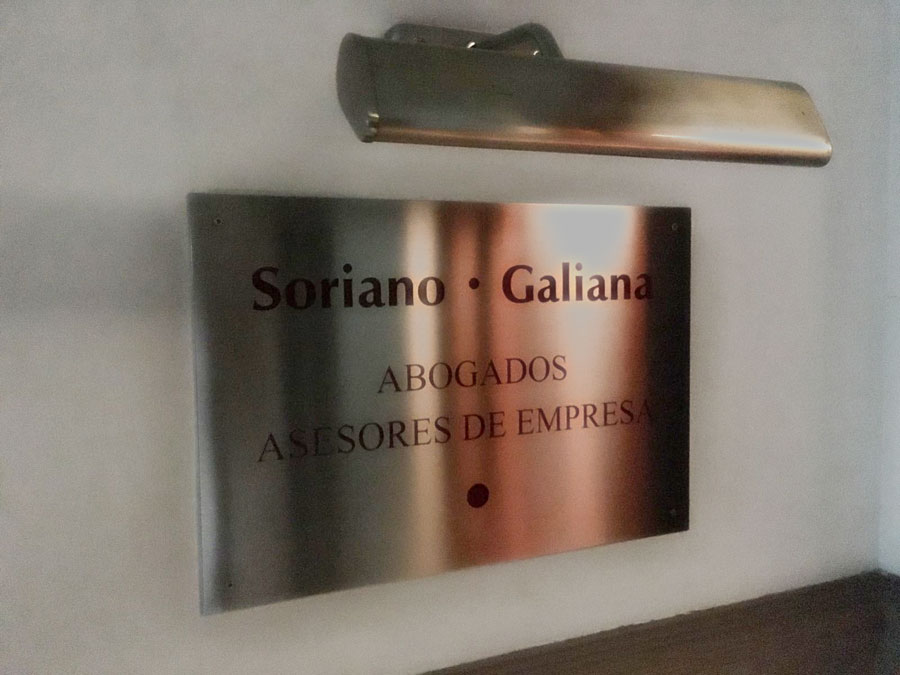 Soriano · Galiana
ABOGADOS
ASESORES DE EMPRESA